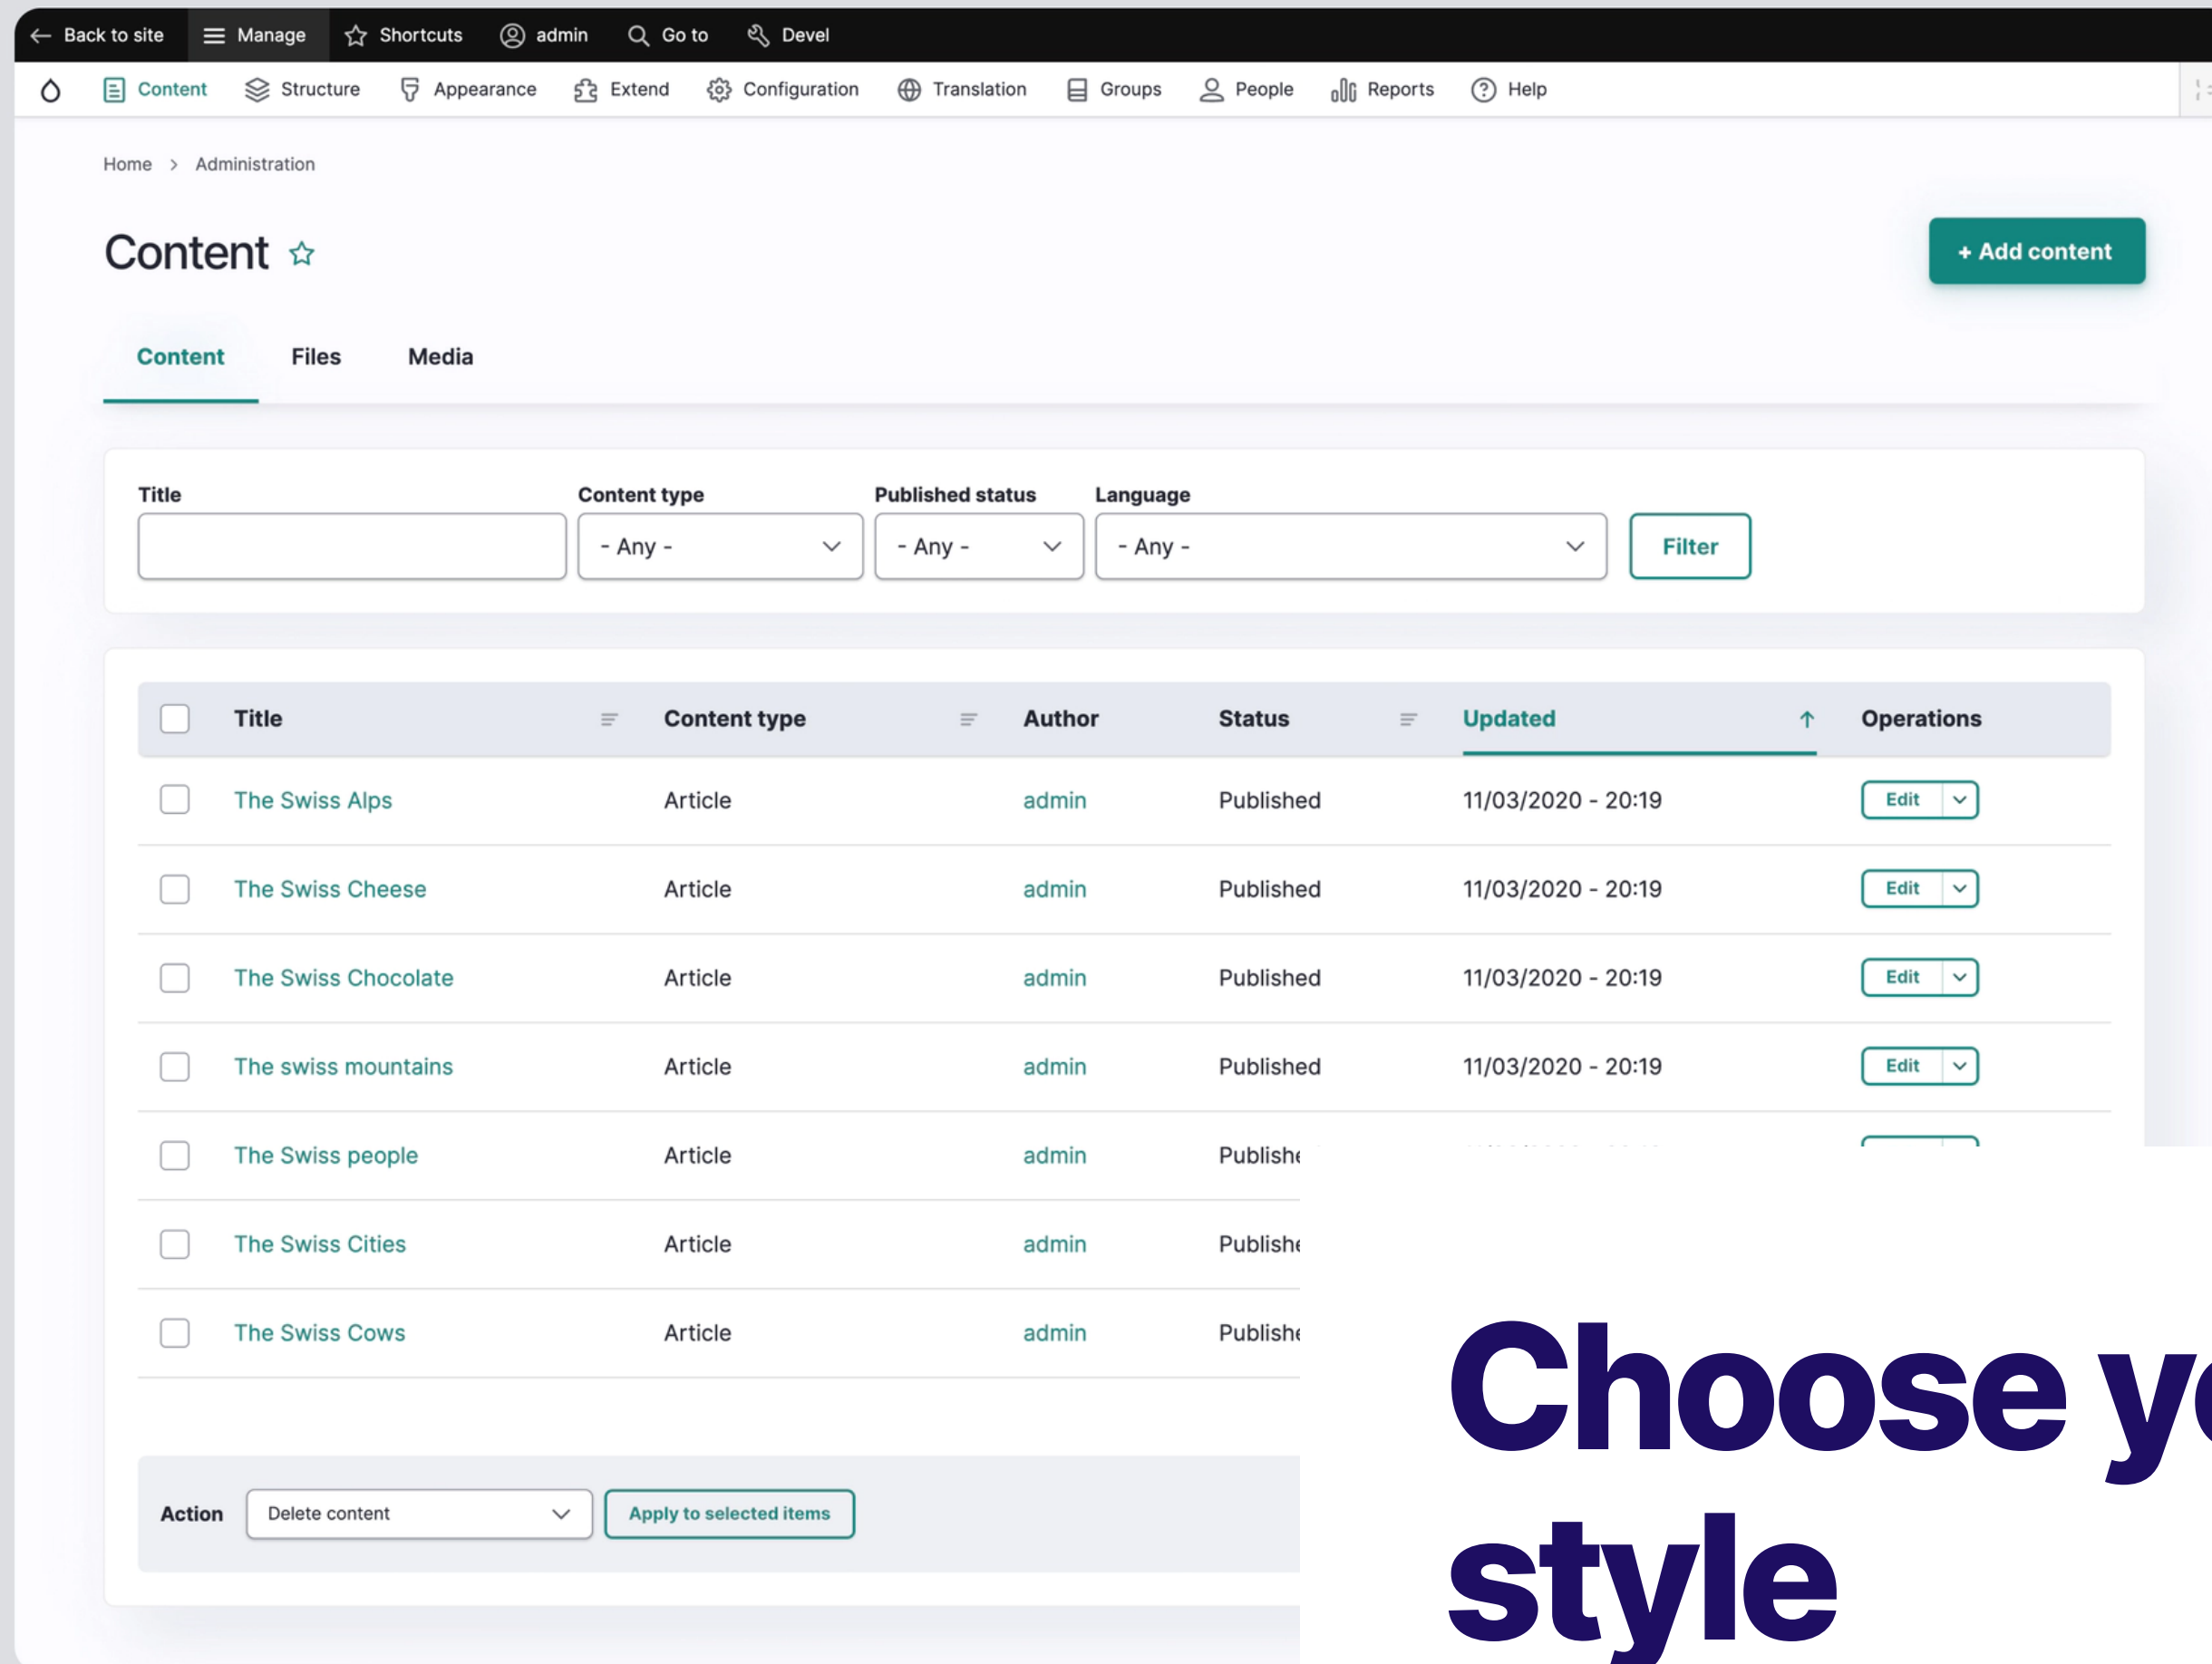 Back to site Manage Shortcuts admin Go to Devel
Content Structure Appearance Extend Configuration Translation Groups People Reports Help
Home > Administration
Content
+ Add content
Content Files Media
Title Content type Published status Language
- Any - - Any - - Any - Filter
Title Content type Author Status Updated Operations
The Swiss Alps Article admin Published 11/03/2020 - 20:19 Edit
The Swiss Cheese Article admin Published 11/03/2020 - 20:19 Edit
The Swiss Chocolate Article admin Published 11/03/2020 - 20:19 Edit
The swiss mountains Article admin Published 11/03/2020 - 20:19 Edit
The Swiss people Article admin
The Swiss Cities Article admin
The Swiss Cows Article admin
Action Delete content Apply to selected items
Choose
style